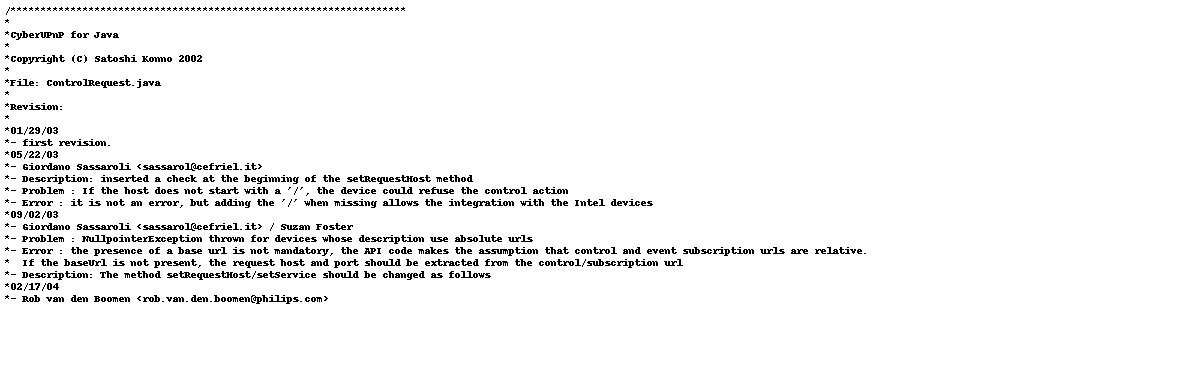 /******************************************************************
*
*CyberUPnP for Java
*
*Copyright (C) Satoshi Konno 2002
*
*File: ControlRequest.java
*
*Revision:
*
*01/29/03
*- first revision.
*05/22/03
*- Giordano Sassaroli <sassarol@cefriel.it>
*- Description: inserted a check at the beginning of the setRequestHost method
*- Problem : If the host does not start with a '/', the device could refuse the control action
*- Error : it is not an error, but adding the '/' when missing allows the integration with the Intel devices
*09/02/03
*- Giordano Sassaroli <sassarol@cefriel.it> / Suzan Foster
*- Problem : NullpointerException thrown for devices whose description use absolute urls
*- Error : the presence of a base url is not mandatory, the API code makes the assumption that control and event subscription urls are relative.
*  If the baseUrl is not present, the request host and port should be extracted from the control/subscription url
*- Description: The method setRequestHost/setService should be changed as follows
*02/17/04
*- Rob van den Boomen <rob.van.den.boomen@philips.com>